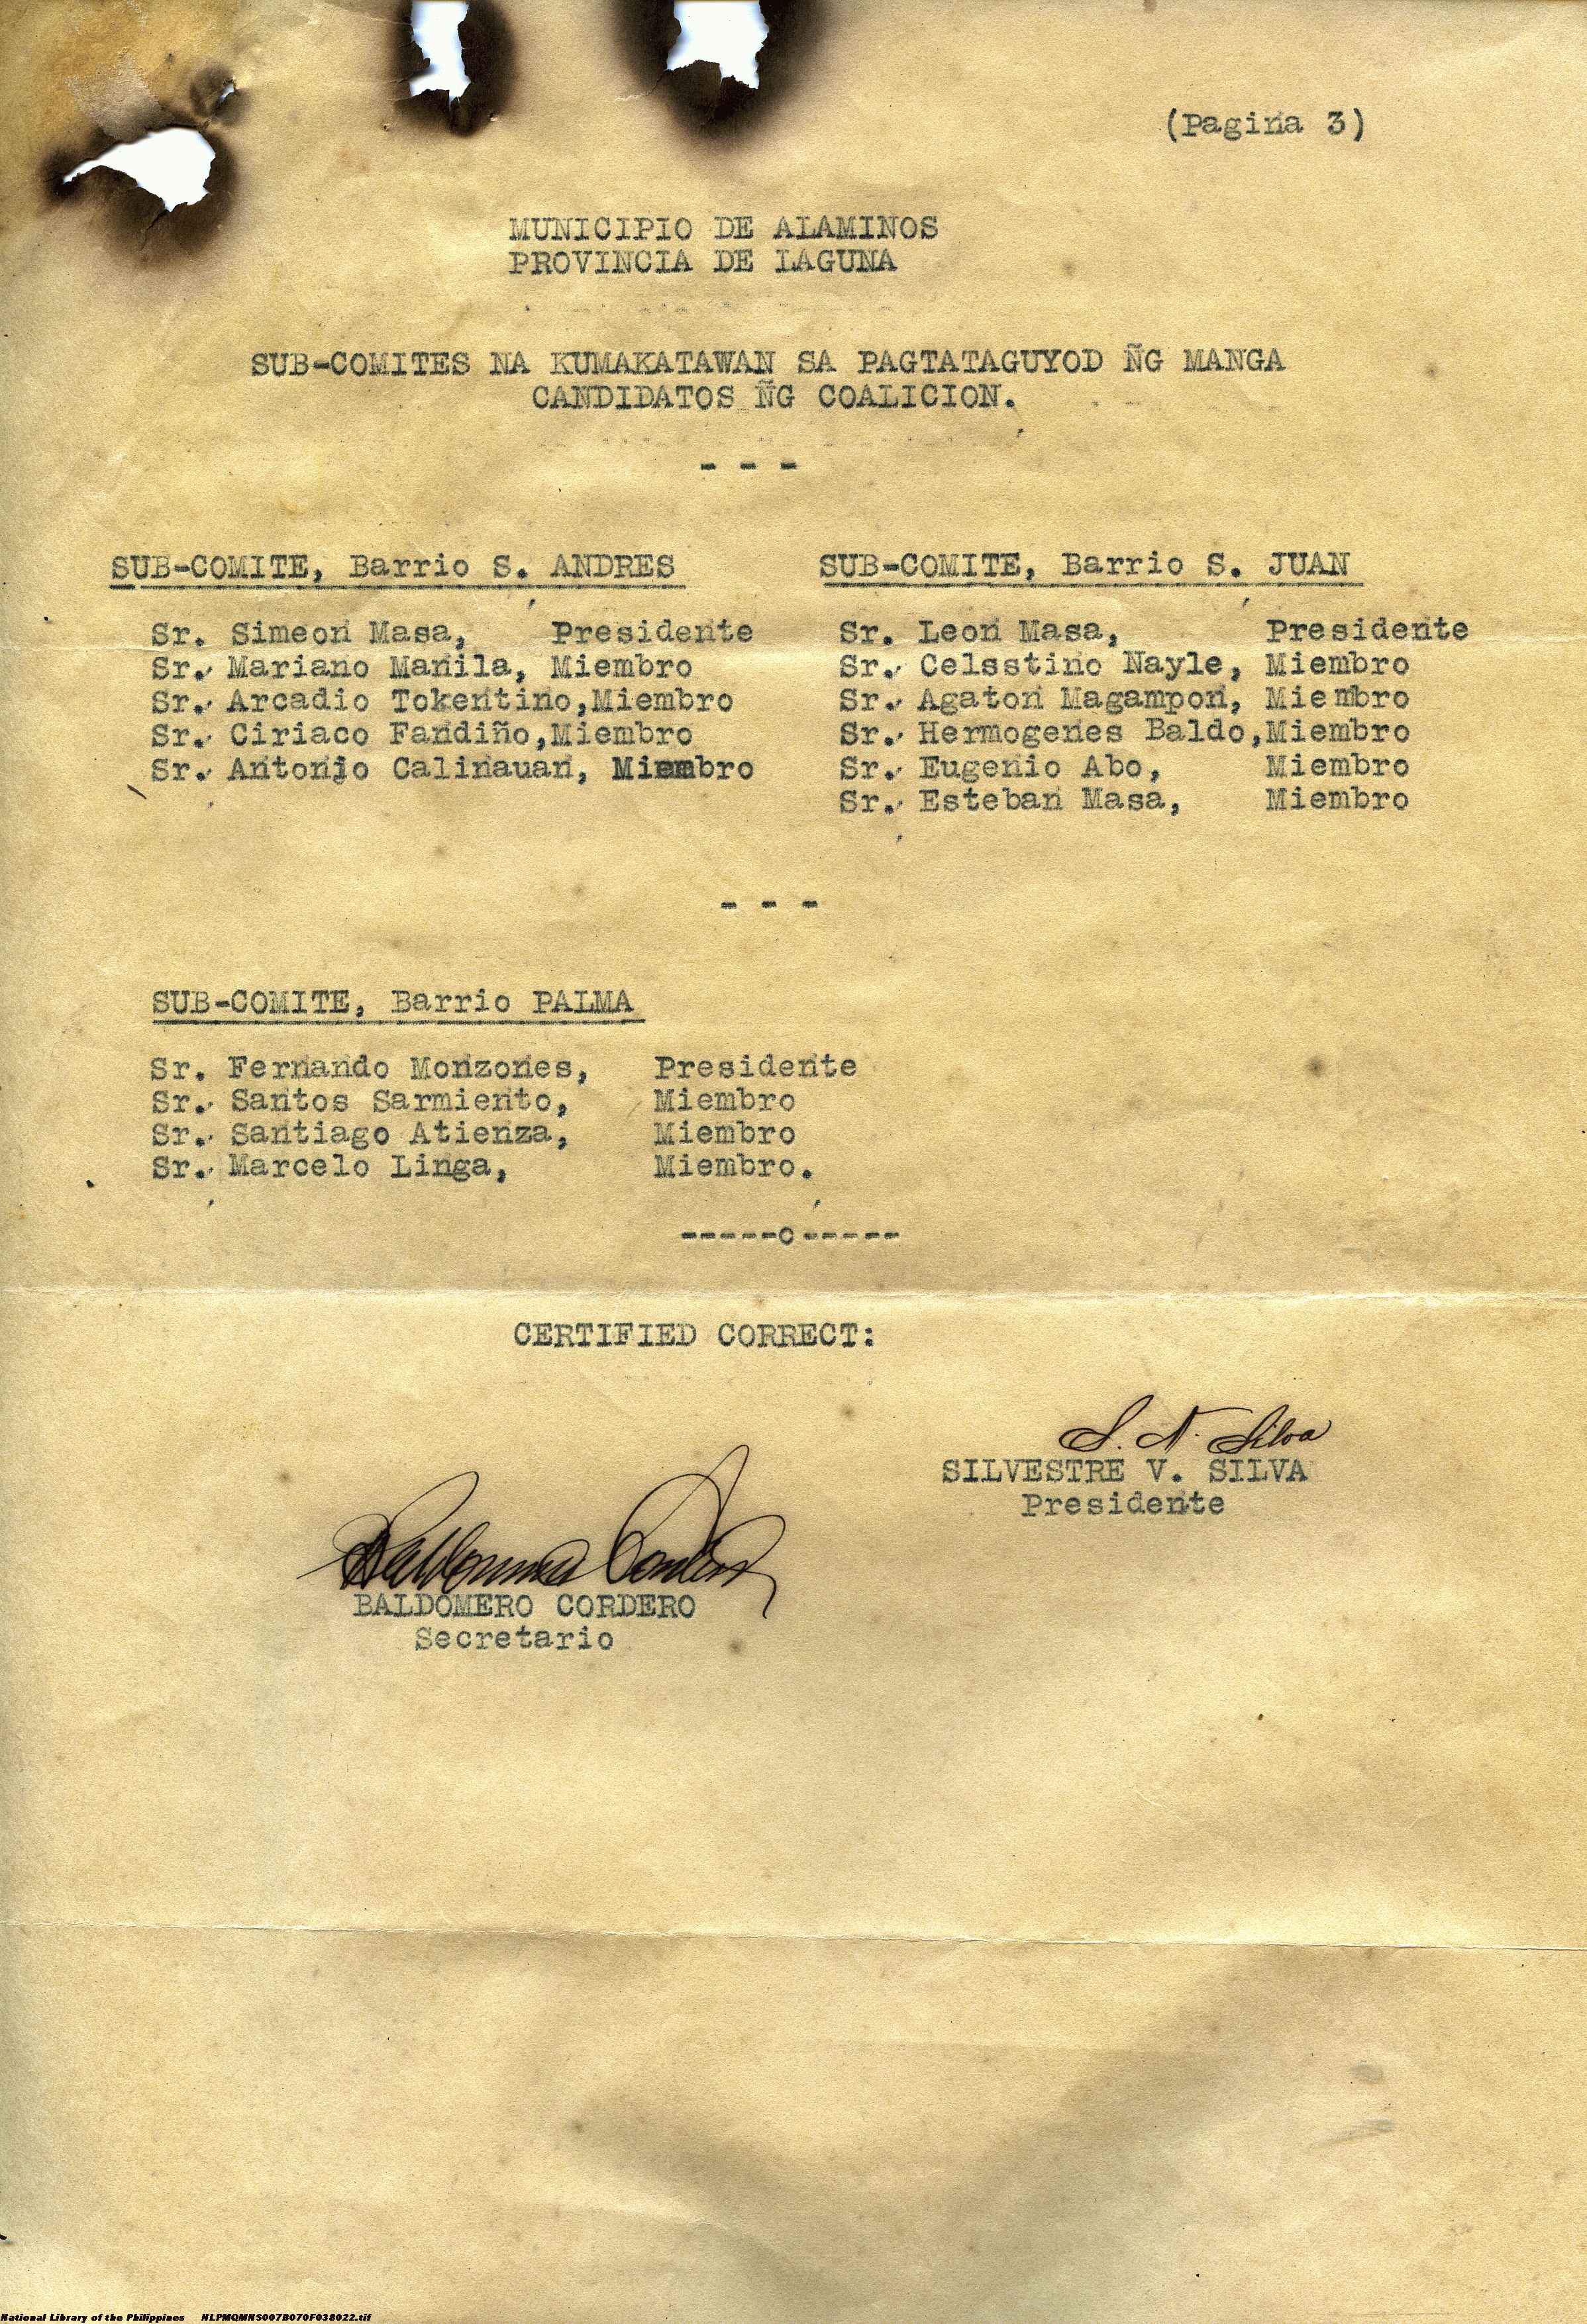 (Pagina 3)
MUNICIPIO DE ALAMINOS
PROVINCIA DE LAGUNA
SUB-COMITES NA KUMAKATAWAN SA PAGTATAGUYOD ÑG MANGA
CANDIDATOS ÑG COALICION.
- - -
SUB-COMITE, Barrio S. ANDRES
Sr. Simeon Masa, Presidente
Sr. Mariano Manila, Miembro
Sr. Arcadio Tokentino,Miembro
Sr. Ciriaco Fandiño,Miembro
Sr. Antonio Calinauan, Miembro
SUB-COMITE, Barrio S. JUAN
Sr. Leon Masa, Presidente
Sr. Celsstino Nayle, Miembro
Sr. Agaton Magampon, Miembro
Sr. Hermogenes Baldo,Miembro
Sr. Eugenio Abo, Miembro
Sr. Esteban Masa, Miembro
- - -
SUB-COMITE, Barrio PALMA
Sr. Fernando Monzones, Presidente
Sr. Santos Sarmiento, Miembro
Sr. Santiago Atienza, Miembro
Sr. Marcelo Linga, Miembro.
-----o-----
CERTIFIED CORRECT:
S. N. Silva
SILVESTRE V. SILVA
Presidente
Baldomero Cordero
BALDOMERO CORDERO
Secretario
National Library of the Philippines NLPMQMNS007B070F038022.tif